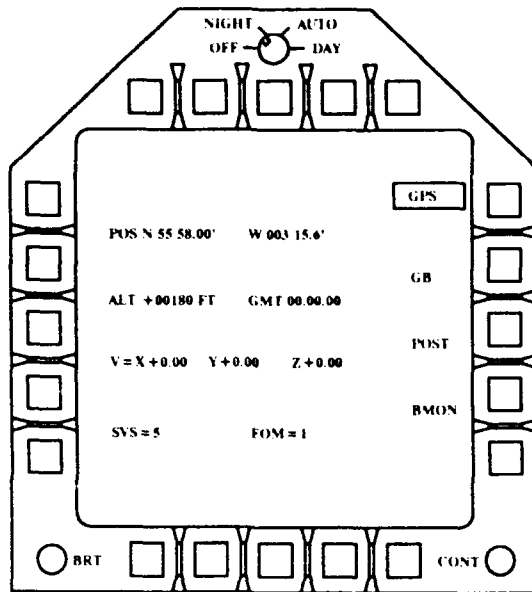 NIGHT AUTO
OFF DAY
GPS
POS N 55 58.00' W 003 15.6'
GB
ALT +00180 FT GMT 00.00.00
POST
V = X + 0.00 Y + 0.00 Z + 0.00
BMON
SVS = 5 FOM = 1
BRT CONT